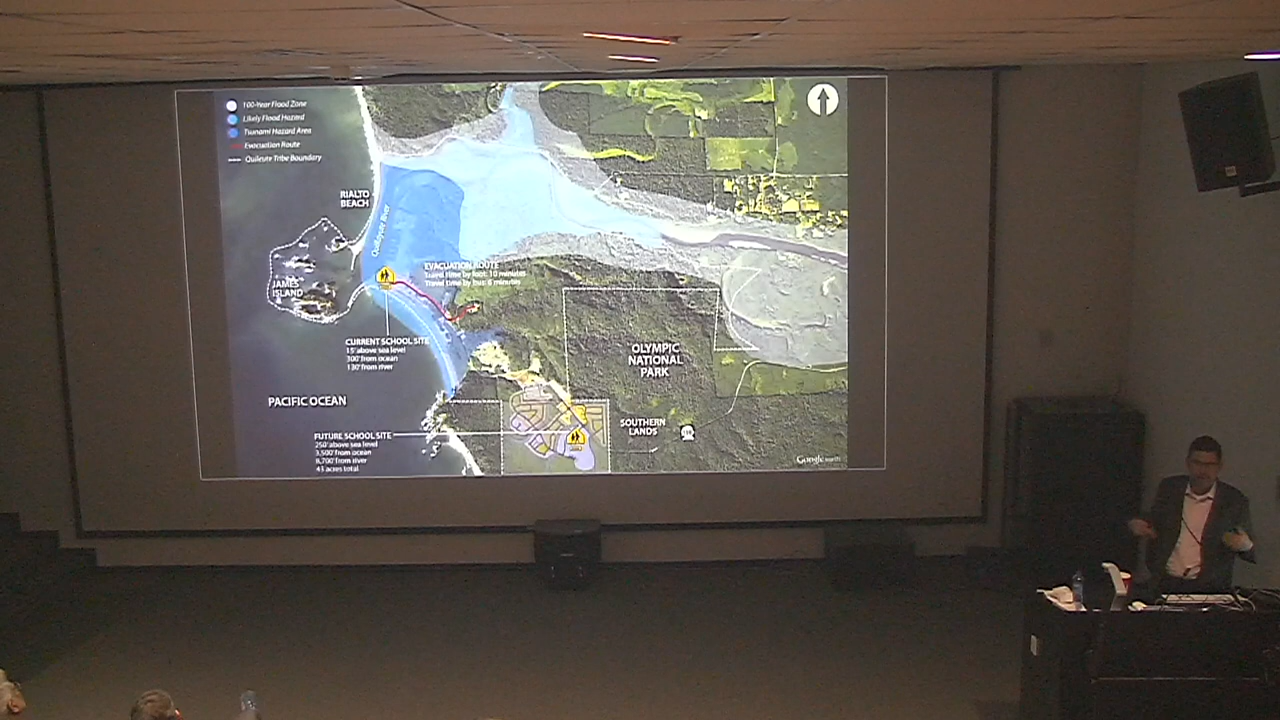 100-Year Flood Zone
Likely Flood Hazard
Tsunami Hazard Area
Evacuation Route
Quileute Tribe Boundary
RIALTO
BEACH
Quileute River
JAMES
ISLAND
EVACUATION ROUTE
Travel time by foot: 10 minutes
Travel time by bus: 6 minutes
CURRENT SCHOOL SITE
15' above sea level
300' from ocean
130' from river
OLYMPIC
NATIONAL
PARK
PACIFIC OCEAN
SOUTHERN
LANDS
FUTURE SCHOOL SITE
250' above sea level
3,500' from ocean
8,700' from river
43 acres total
Google earth